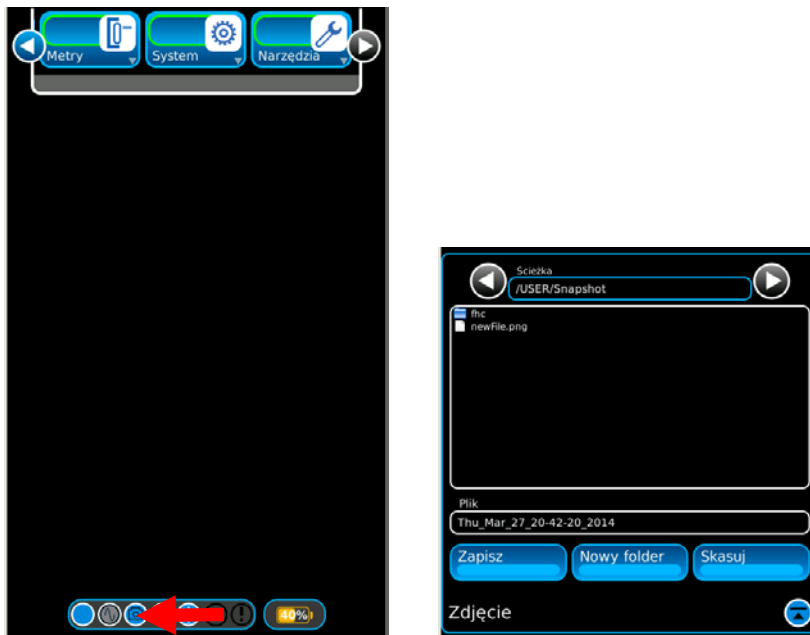 Metry
System
Narzędzia
40%
Ścieżka
/USER/Snapshot
fhc
newFile.png
Plik
Thu_Mar_27_20-42-20_2014
Zapisz
Nowy folder
Skasuj
Zdjęcie